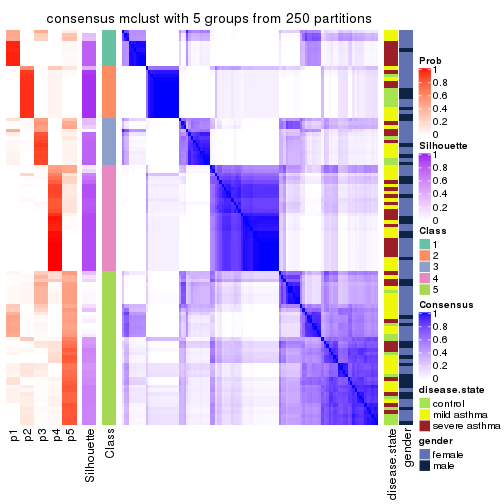 consensus mclust with 5 groups from 250 partitions
Prob
1
0.8
0.6
0.4
0.2
0
Silhouette
1
0.8
0.6
0.4
0.2
0
Class
1
2
3
4
5
Consensus
1
0.8
0.6
0.4
0.2
0
disease.state
control
mild asthma
severe asthma
gender
female
male
p1
p2
p3
p4
p5
Silhouette
Class
disease.state
gender